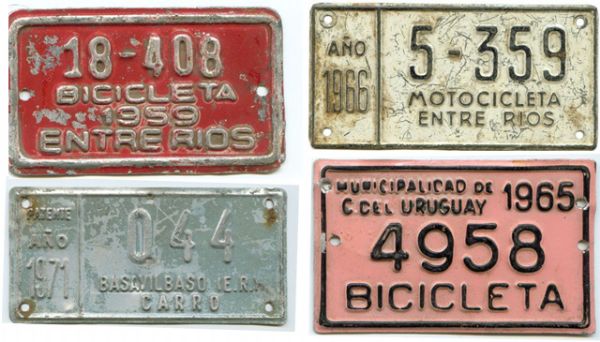 18-408
BICICLETA
1959
ENTRE RIOS
AÑO
1966
5-359
MOTOCICLETA
ENTRE RIOS
PATENTE
AÑO
1971
044
BASAVILBASO (E.R.)
CARRO
MUNICIPALIDAD DE
C. DEL URUGUAY 1965
4958
BICICLETA